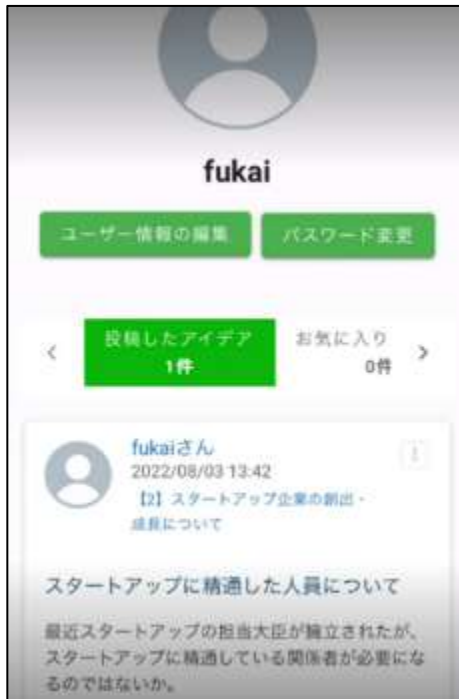 fukai
ユーザー情報の編集
パスワード変更
投稿したアイデア
1件
お気に入り
0件
fukaiさん
2022/08/03 13:42
【2】スタートアップ企業の創出・
成長について
スタートアップに精通した人員について
最近スタートアップの担当大臣が擁立されたが、
スタートアップに精通している関係者が必要にな
るのではないか。